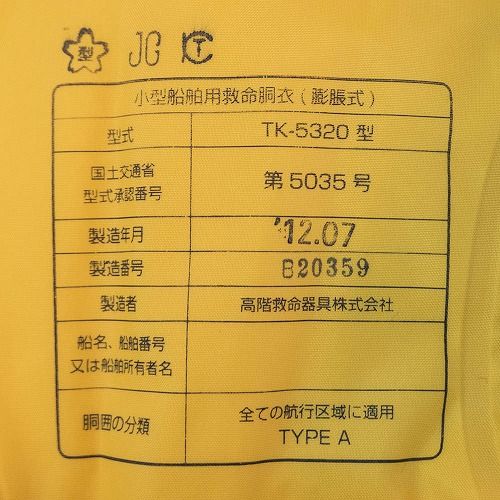 型 JG T
小型船舶用救命胴衣(膨脹式)
型式 TK-5320 型
国土交通省
型式承認番号 第 5035 号
製造年月 '12.07
製造番号 B20359
製造者 高階救命器具株式会社
船名、船舶番号
又は船舶所有者名
胴囲の分類 全ての航行区域に適用
TYPE A